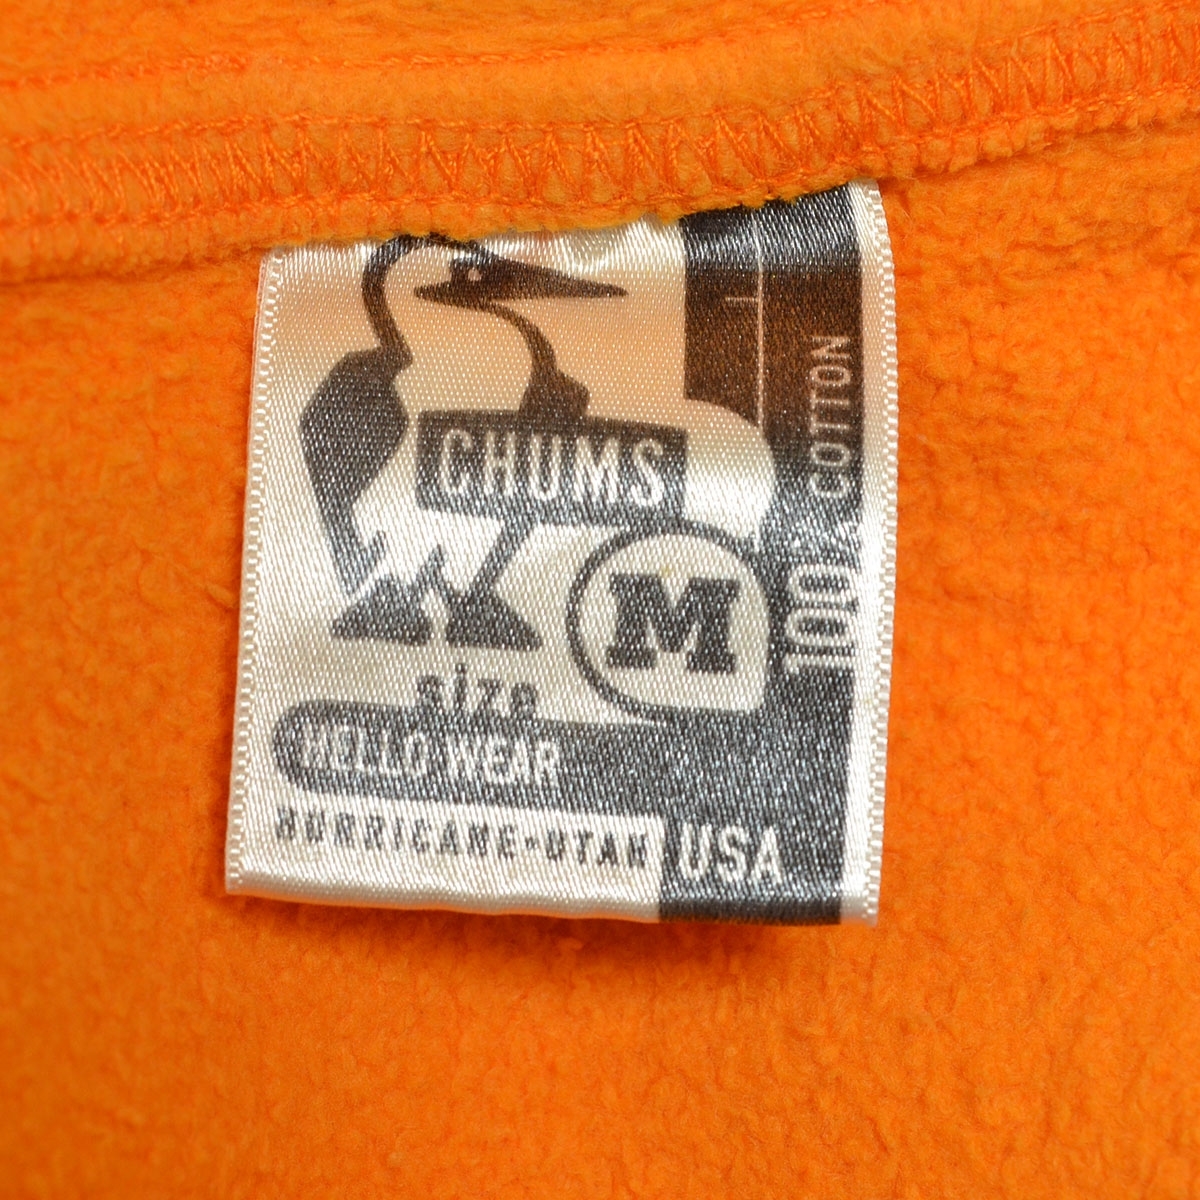 CHUMS
M
size
HELLO WEAR
HURRICANE-UTAH USA
100% COTTON